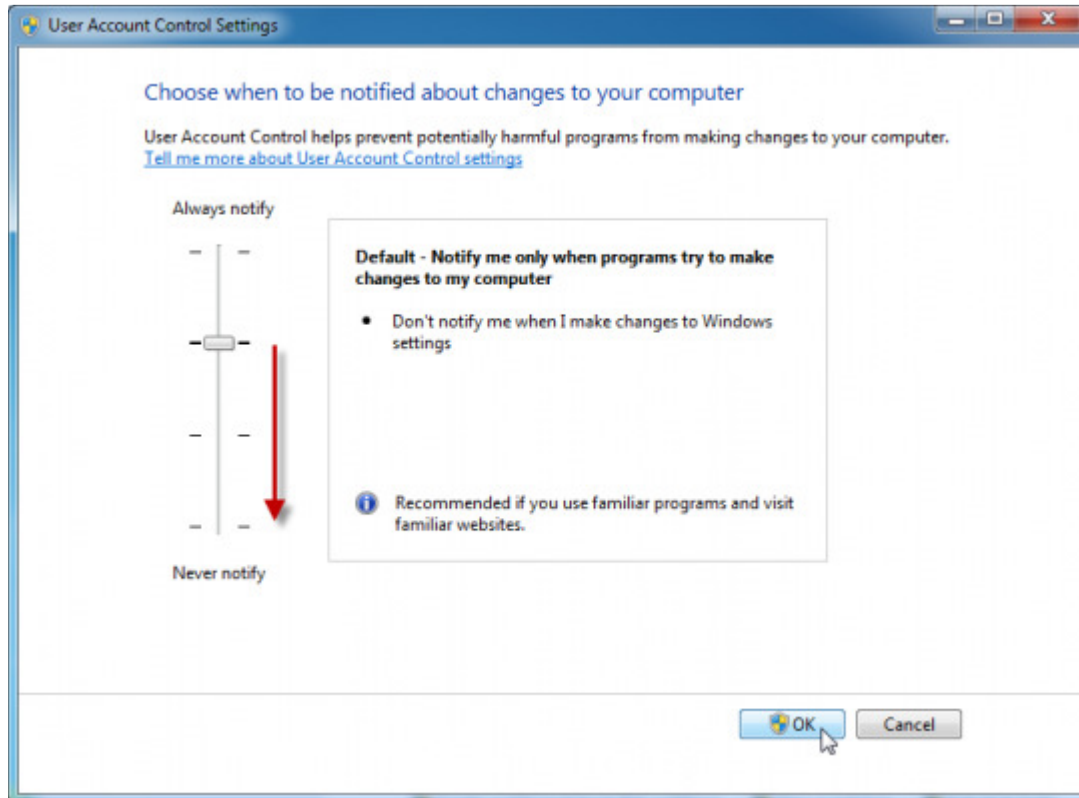 User Account Control Settings
Choose when to be notified about changes to your computer
User Account Control helps prevent potentially harmful programs from making changes to your computer.
Tell me more about User Account Control settings
Always notify
Default - Notify me only when programs try to make
changes to my computer
• Don't notify me when I make changes to Windows
settings
Recommended if you use familiar programs and visit
familiar websites.
Never notify
OK
Cancel